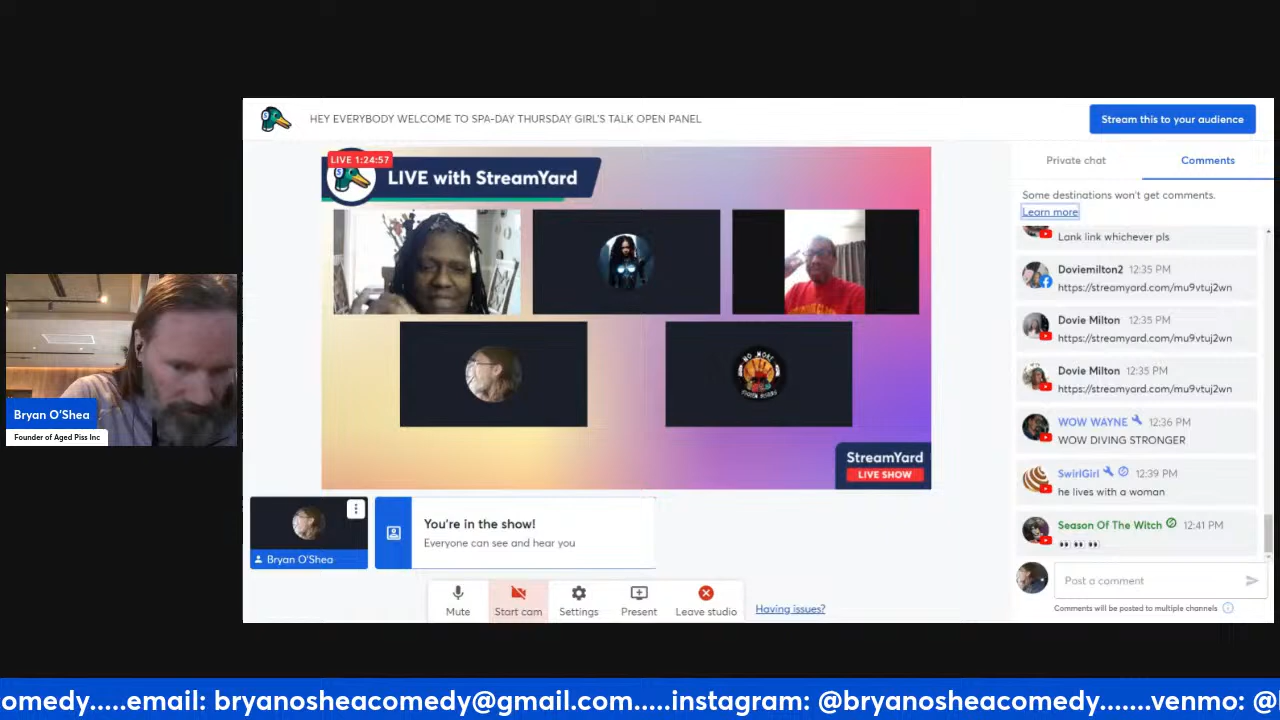 HEY EVERYBODY WELCOME TO SPA-DAY THURSDAY GIRL'S TALK OPEN PANEL
Stream this to your audience
LIVE 1:24:57
LIVE with StreamYard
StreamYard
LIVE SHOW
Bryan O'Shea
Founder of Aged Piss Inc
Private chat
Comments
Some destinations won't get comments.
Learn more
Lank link whichever pls
Doviemilton2 12:35 PM
https://streamyard.com/mu9vtuj2wn
Dovie Milton 12:35 PM
https://streamyard.com/mu9vtuj2wn
Dovie Milton 12:35 PM
https://streamyard.com/mu9vtuj2wn
WOW WAYNE 12:36 PM
WOW DIVING STRONGER
SwirlGirl 12:39 PM
he lives with a woman
Season Of The Witch 12:41 PM
Post a comment
Comments will be posted to multiple channels
NO MORE
Bryan O'Shea
You're in the show!
Everyone can see and hear you
Mute
Start cam
Settings
Present
Leave studio
Having issues?
omedy.....email: bryanosheacomedy@gmail.com.....instagram: @bryanosheacomedy.......venmo: @